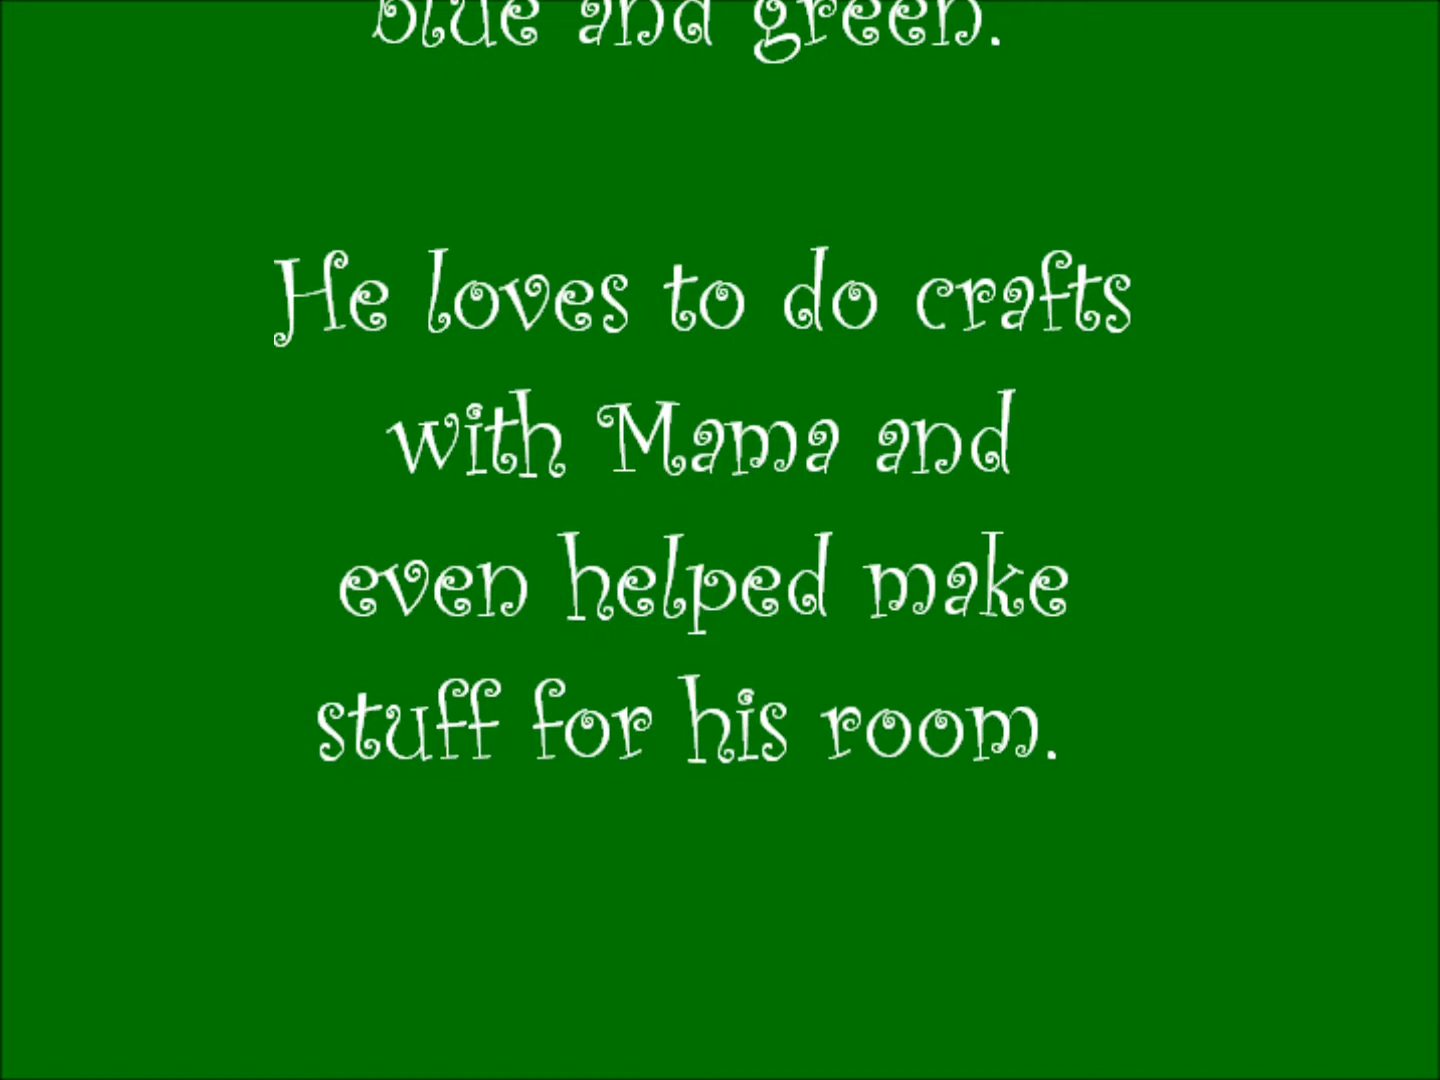 blue and green.
He loves to do crafts
with Mama and
even helped make
stuff for his room.